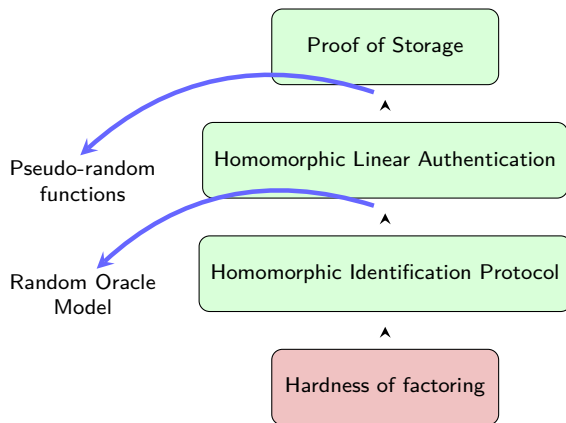 Proof of Storage
Homomorphic Linear Authentication
Pseudo-random
functions
Homomorphic Identification Protocol
Random Oracle
Model
Hardness of factoring